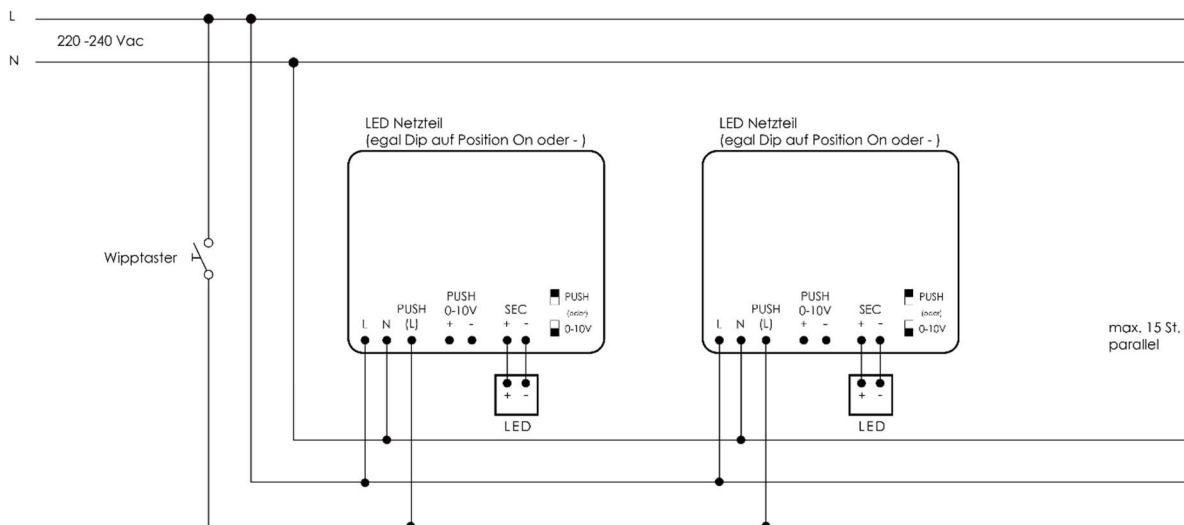 L
220 -240 Vac
N
LED Netzteil
(egal Dip auf Position On oder - )
LED Netzteil
(egal Dip auf Position On oder - )
Wipptaster
L
N
PUSH
(L)
PUSH
0-10V
+ -
SEC
+ -
PUSH
(oder)
0-10V
+ -
LED
L
N
PUSH
(L)
PUSH
0-10V
+ -
SEC
+ -
PUSH
(oder)
0-10V
+ -
LED
max. 15 St.
parallel